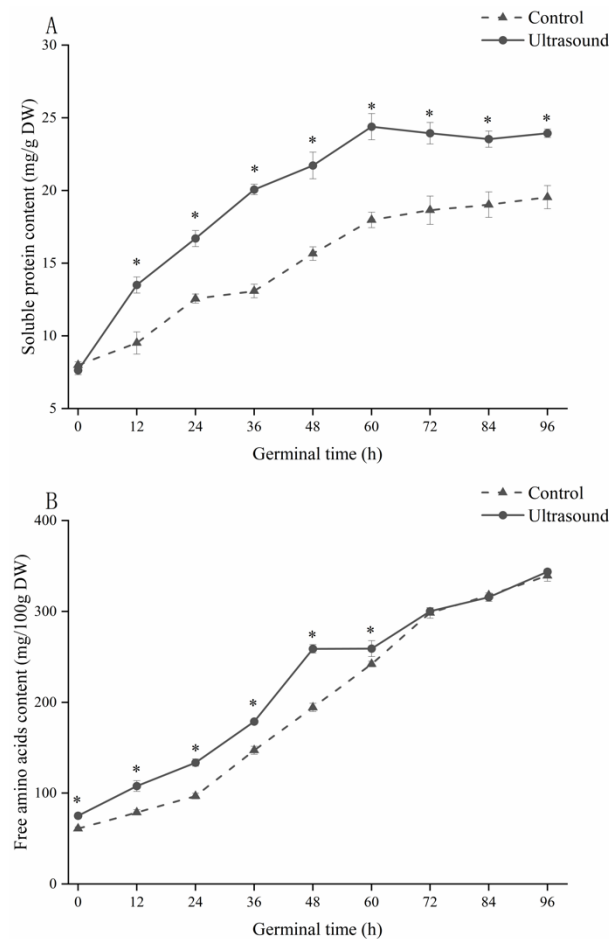 A
Control
Ultrasound
30
25
20
15
10
5
Soluble protein content (mg/g DW)
* * * * * * * *
0 12 24 36 48 60 72 84 96
Germinal time (h)
B
Control
Ultrasound
400
300
200
100
0
Free amino acids content (mg/100g DW)
* * * * * *
0 12 24 36 48 60 72 84 96
Germinal time (h)